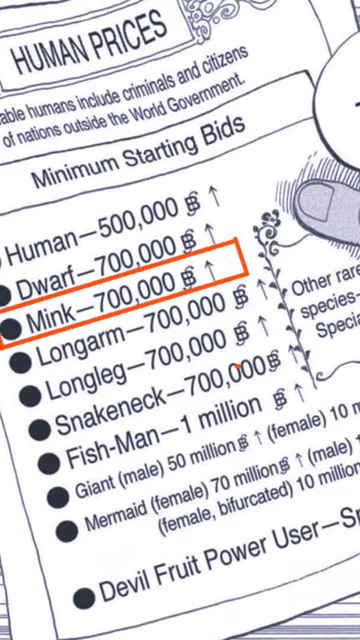 HUMAN PRICES
able humans include criminals and citizens
of nations outside the World Government.
Minimum Starting Bids
Human—500,000 ฿ ↑
Dwarf—700,000 ฿ ↑
Mink—700,000 ฿ ↑
Longarm—700,000 ฿ ↑
Longleg—700,000 ฿ ↑
Snakeneck—700,000฿ ↑
Fish-Man—1 million ฿ ↑
Giant (male) 50 million฿ ↑ (female) 10 m
Mermaid (female) 70 million฿ ↑ (male) 1
(female, bifurcated) 10 million
Devil Fruit Power User—Sp
Other rare
species—
Specia